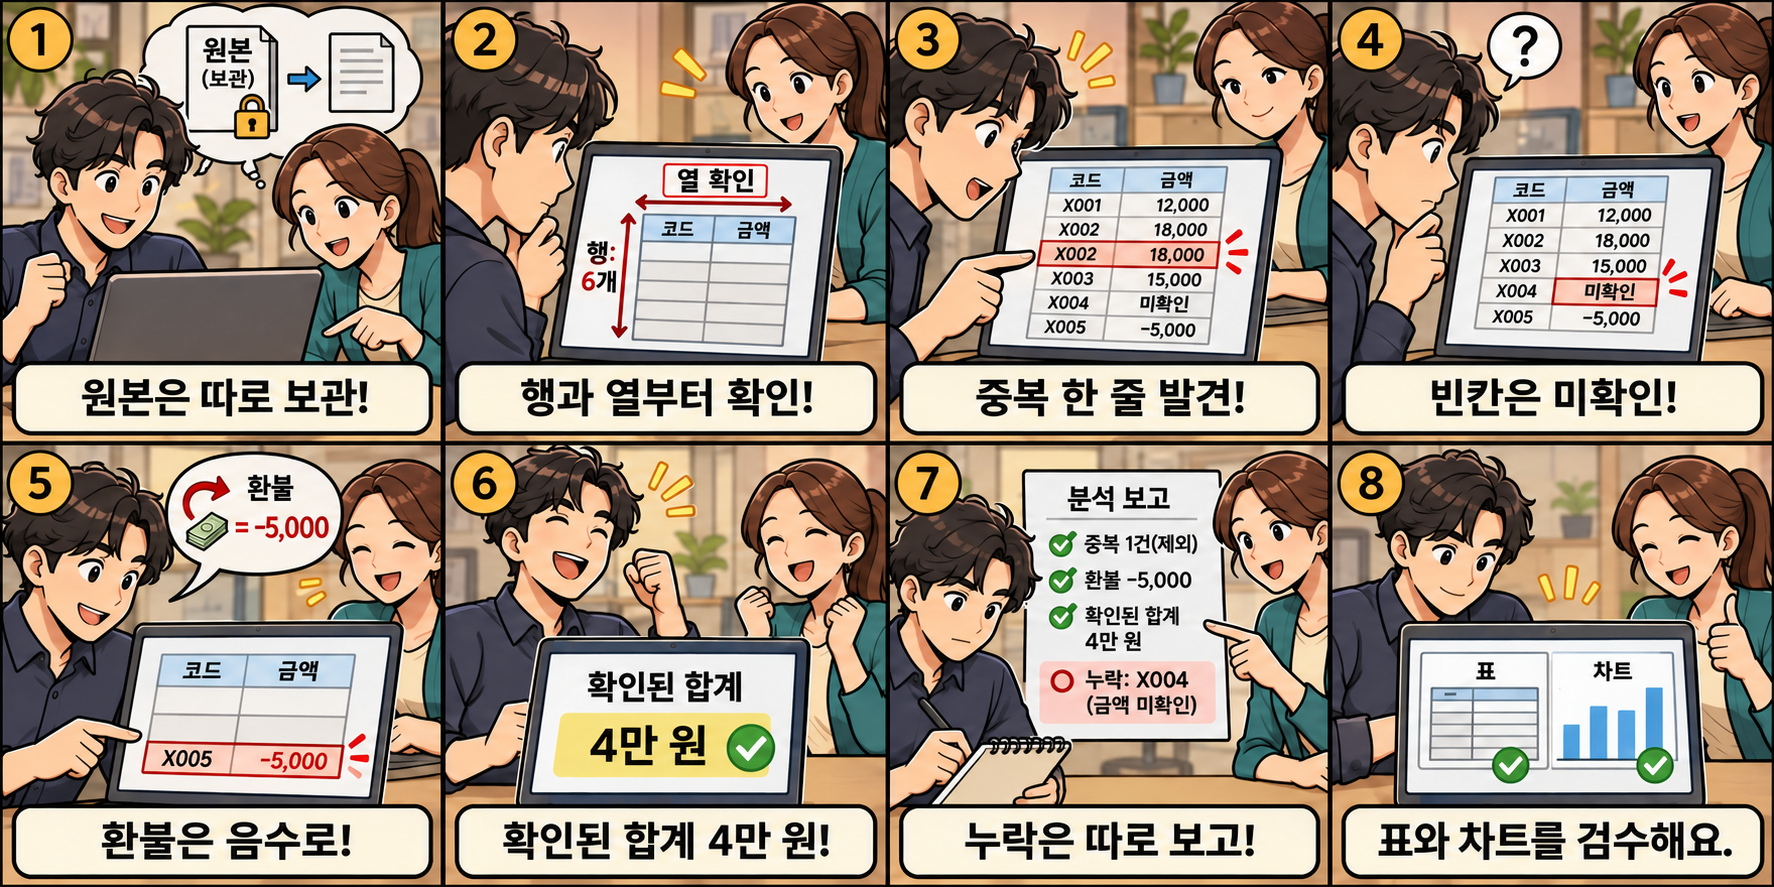 1
원본
(보관)
원본은 따로 보관!
2
열 확인
행:
6개
코드 금액
행과 열부터 확인!
3
코드 금액
X001 12,000
X002 18,000
X002 18,000
X003 15,000
X004 미확인
X005 -5,000
중복 한 줄 발견!
4
?
코드 금액
X001 12,000
X002 18,000
X003 15,000
X004 미확인
X005 -5,000
빈칸은 미확인!
5
환불
= -5,000
코드 금액
X005 -5,000
환불은 음수로!
6
확인된 합계
4만 원
확인된 합계 4만 원!
7
분석 보고
중복 1건(제외)
환볼 -5,000
확인된 합계
4만 원
누락: X004
(금액 미확인)
누락은 따로 보고!
8
표
차트
표와 차트를 검수해요.